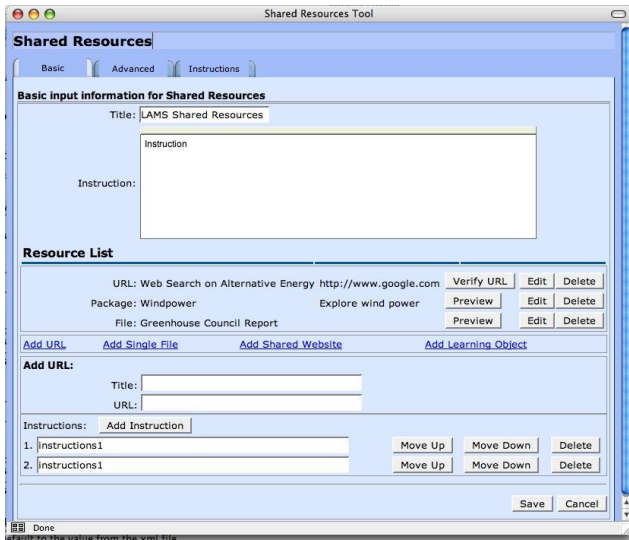 Shared Resources Tool
Shared Resources
Basic Advanced Instructions
Basic input information for Shared Resources
Title: LAMS Shared Resources
Instruction
Instruction:
Resource List
URL: Web Search on Alternative Energy http://www.google.com Verify URL Edit Delete
Package: Windpower Explore wind power Preview Edit Delete
File: Greenhouse Council Report Preview Edit Delete
Add URL Add Single File Add Shared Website Add Learning Object
Add URL:
Title:
URL:
Instructions: Add Instruction
1. instructions1 Move Up Move Down Delete
2. instructions1 Move Up Move Down Delete
Save Cancel
Done
efault to the value from the xml file